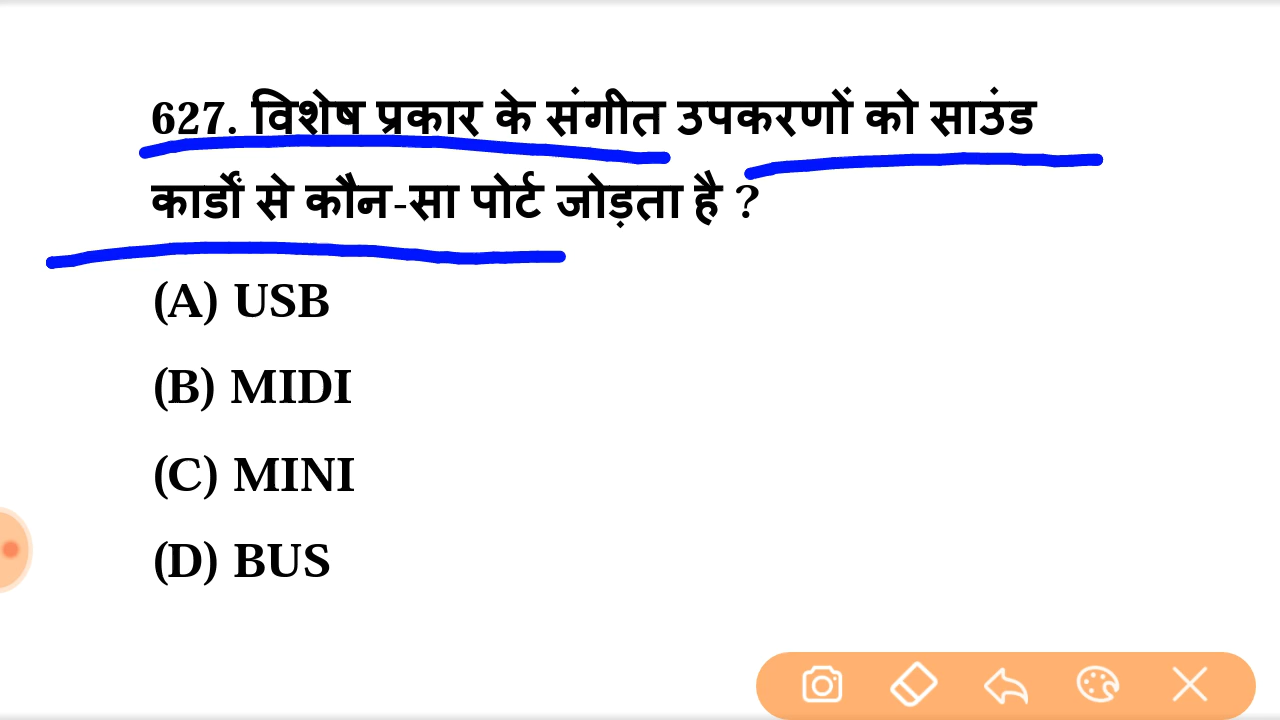 627. विशेष प्रकार के संगीत उपकरणों को साउंड
कार्डों से कौन-सा पोर्ट जोड़ता है ?
(A) USB
(B) MIDI
(C) MINI
(D) BUS